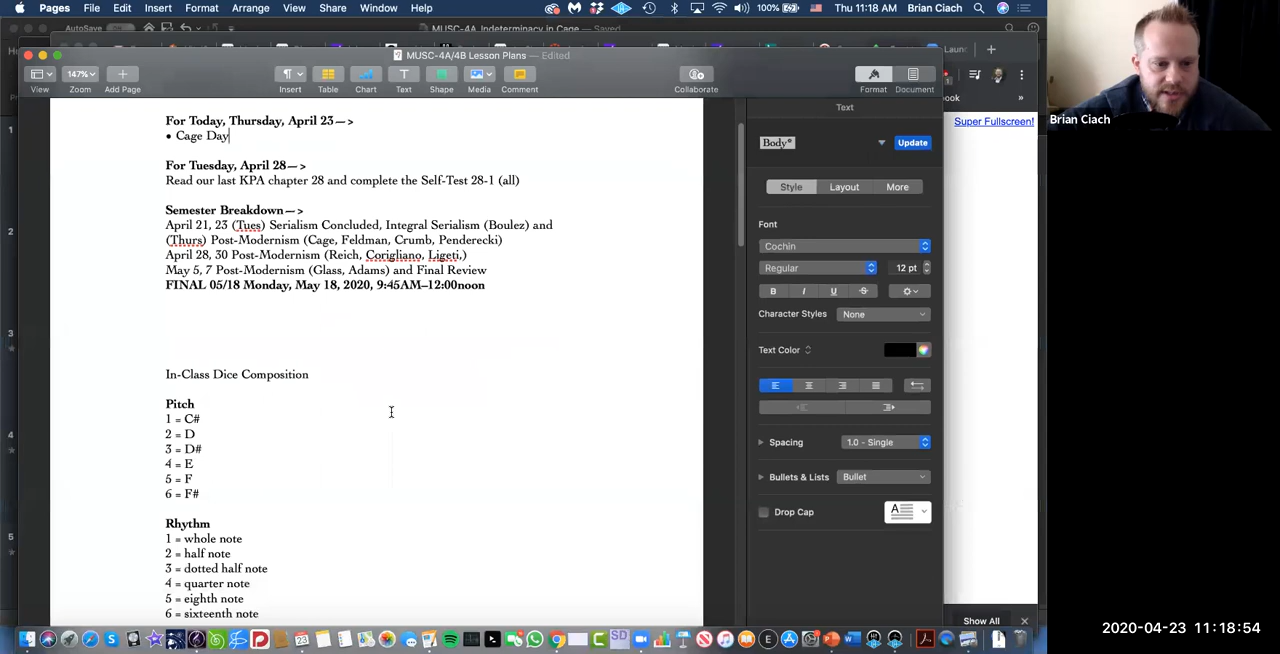 Pages File Edit Insert Format Arrange View Share Window Help 100% Thu 11:18 AM Brian Ciach
AutoSave MUSC-4A Indeterminacy in Cage — Saved
MUSC-4A/4B Lesson Plans — Edited
147%
View Zoom Add Page Insert Table Chart Text Shape Media Comment Collaborate Format Document
Brian Ciach
Super Fullscreen!
For Today, Thursday, April 23—>
• Cage Day
For Tuesday, April 28—>
Read our last KPA chapter 28 and complete the Self-Test 28-1 (all)
Semester Breakdown—>
April 21, 23 (Tues) Serialism Concluded, Integral Serialism (Boulez) and
(Thurs) Post-Modernism (Cage, Feldman, Crumb, Penderecki)
April 28, 30 Post-Modernism (Reich, Corigliano, Ligeti,)
May 5, 7 Post-Modernism (Glass, Adams) and Final Review
FINAL 05/18 Monday, May 18, 2020, 9:45AM–12:00noon
In-Class Dice Composition
Pitch
1 = C#
2 = D
3 = D#
4 = E
5 = F
6 = F#
Rhythm
1 = whole note
2 = half note
3 = dotted half note
4 = quarter note
5 = eighth note
6 = sixteenth note
Text
Body*
Update
Style Layout More
Font
Cochin
Regular 12 pt
B I U S
Character Styles None
Text Color
Spacing 1.0 - Single
Bullets & Lists Bullet
Drop Cap
Show All
2020-04-23 11:18:54